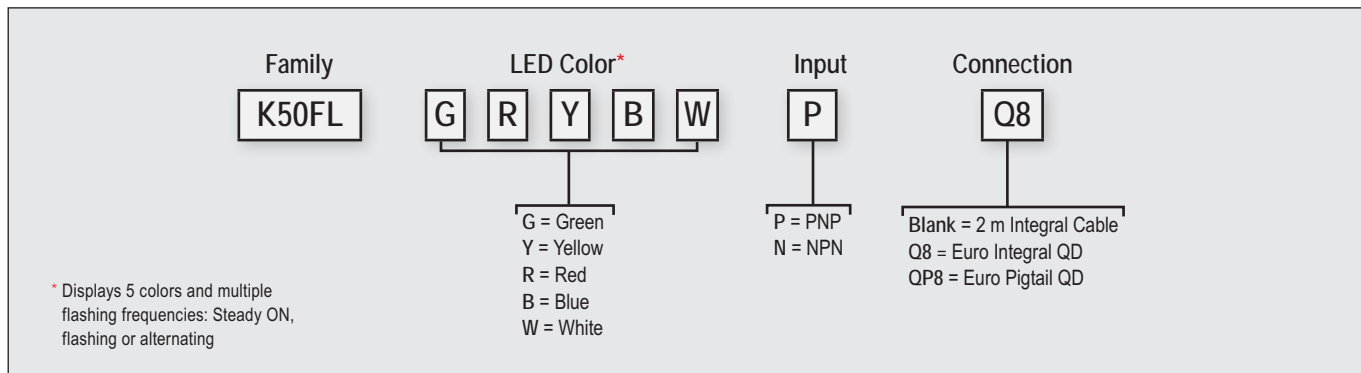 Family LED Color* Input Connection
K50FL G R Y B W P Q8
G = Green
Y = Yellow
R = Red
B = Blue
W = White
P = PNP
N = NPN
Blank = 2 m Integral Cable
Q8 = Euro Integral QD
QP8 = Euro Pigtail QD
* Displays 5 colors and multiple
flashing frequencies: Steady ON,
flashing or alternating